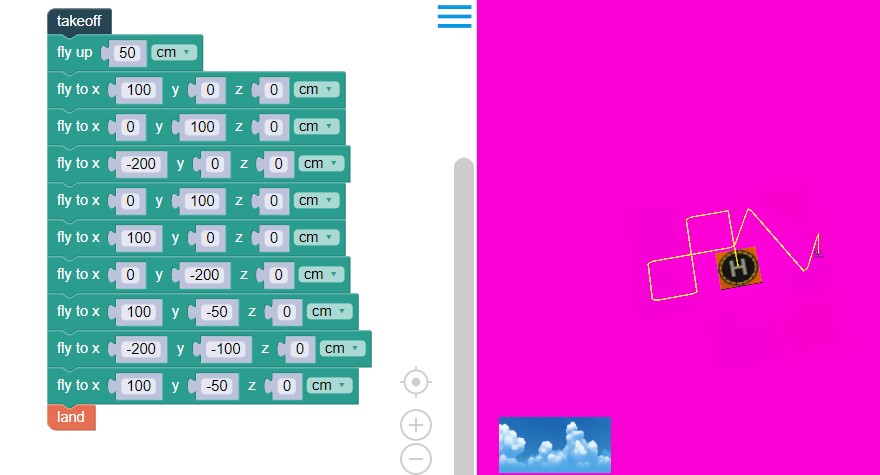 takeoff
fly up 50 cm
fly to x 100 y 0 z 0 cm
fly to x 0 y 100 z 0 cm
fly to x -200 y 0 z 0 cm
fly to x 0 y 100 z 0 cm
fly to x 100 y 0 z 0 cm
fly to x 0 y -200 z 0 cm
fly to x 100 y -50 z 0 cm
fly to x -200 y -100 z 0 cm
fly to x 100 y -50 z 0 cm
land
H